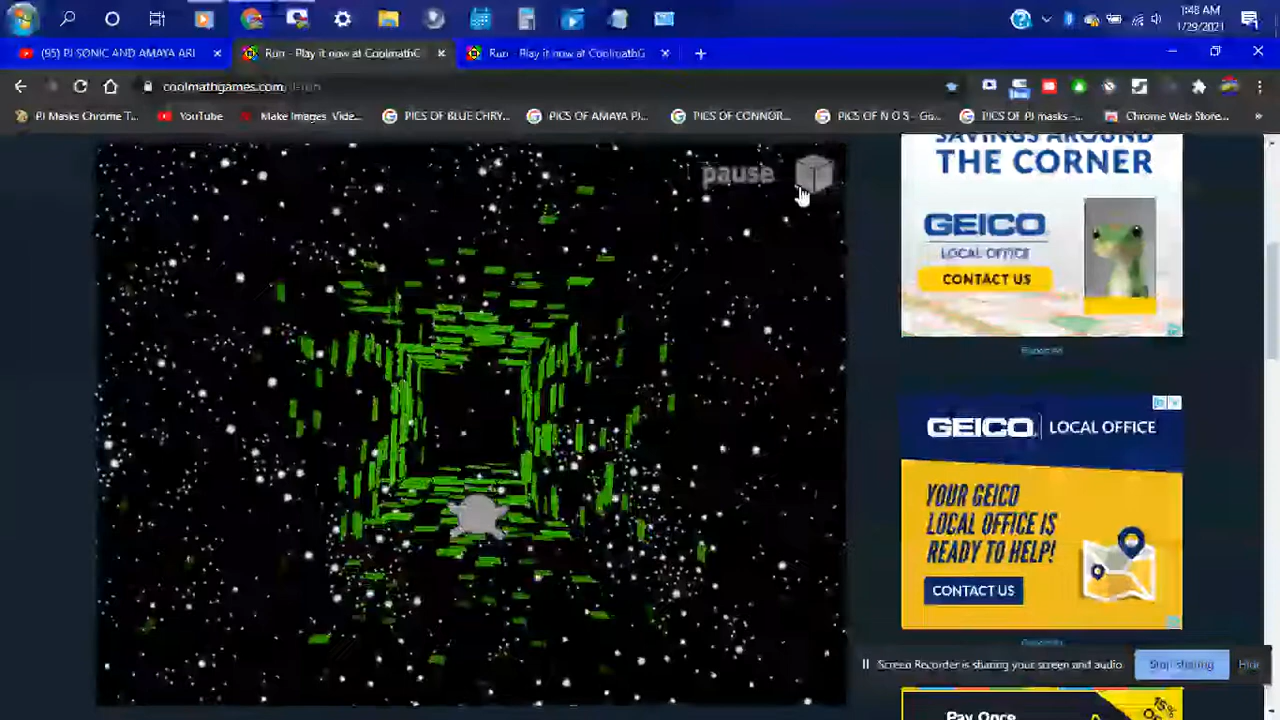 1:48 AM
1/29/2021
(95) PJ SONIC AND AMAYA ARI
Run - Play it now at CoolmathG
Run - Play it now at CoolmathG
coolmathgames.com
PJ Masks Chrome T...
YouTube
Make Images Vide...
PICS OF BLUE CHRY...
PICS OF AMAYA PJ...
PICS OF CONNOR...
PICS OF N O S - Go...
PICS OF PJ masks -...
Chrome Web Store...
pause
SAVINGS AROUND
THE CORNER
GEICO
LOCAL OFFICE
CONTACT US
GEICO. LOCAL OFFICE
YOUR GEICO
LOCAL OFFICE IS
READY TO HELP!
CONTACT US
Screen Recorder is sharing your screen and audio.
Stop sharing
Hide
Pay Once
15%